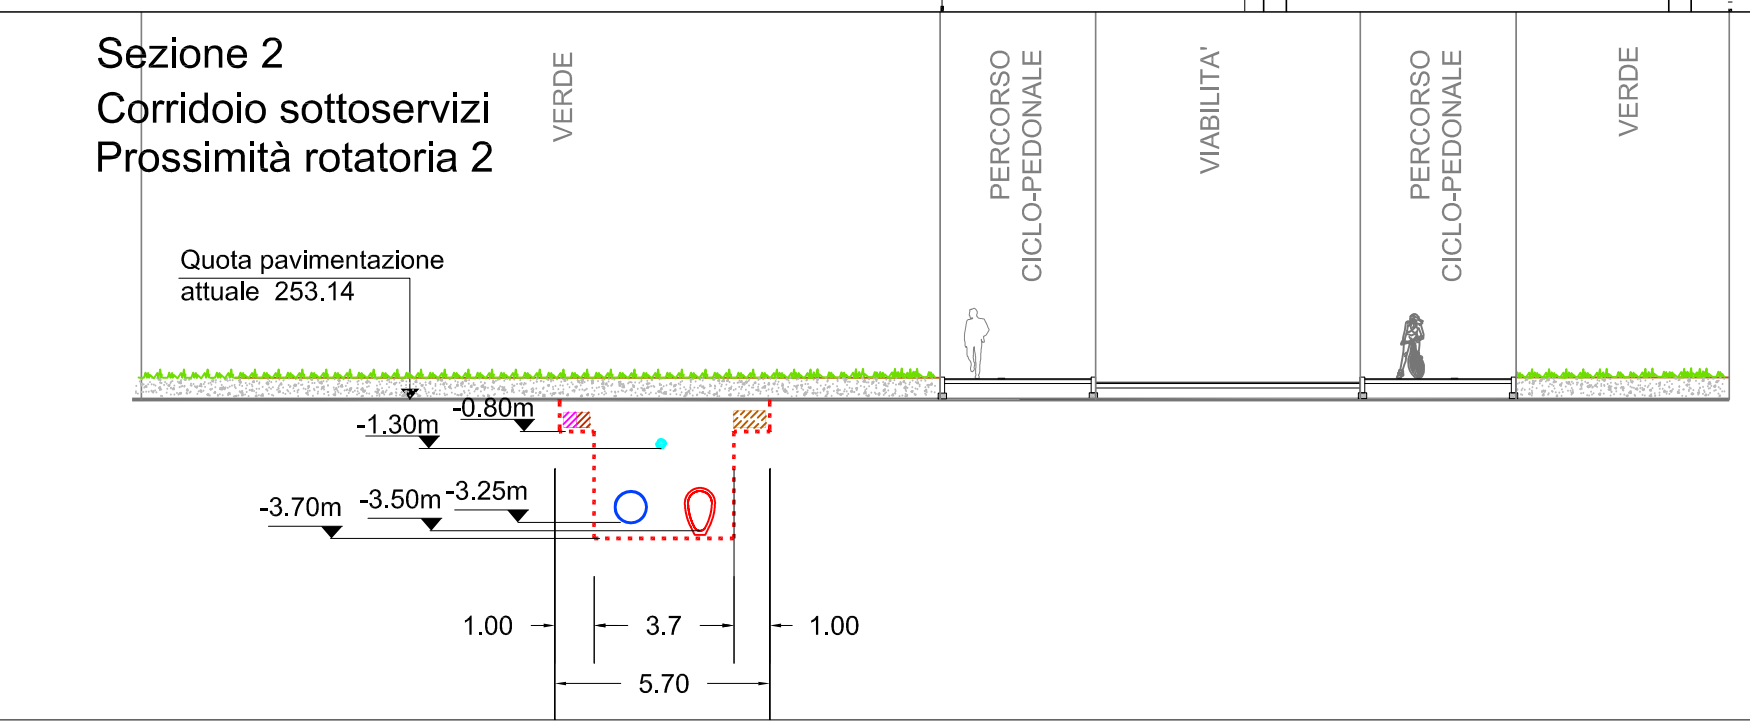 Sezione 2
Corridoio sottoservizi
Prossimità rotatoria 2
VERDE
PERCORSO
CICLO-PEDONALE
VIABILITA'
PERCORSO
CICLO-PEDONALE
VERDE
Quota pavimentazione
attuale 253.14
-0.80m
-1.30m
-3.25m
-3.50m
-3.70m
1.00
3.7
1.00
5.70